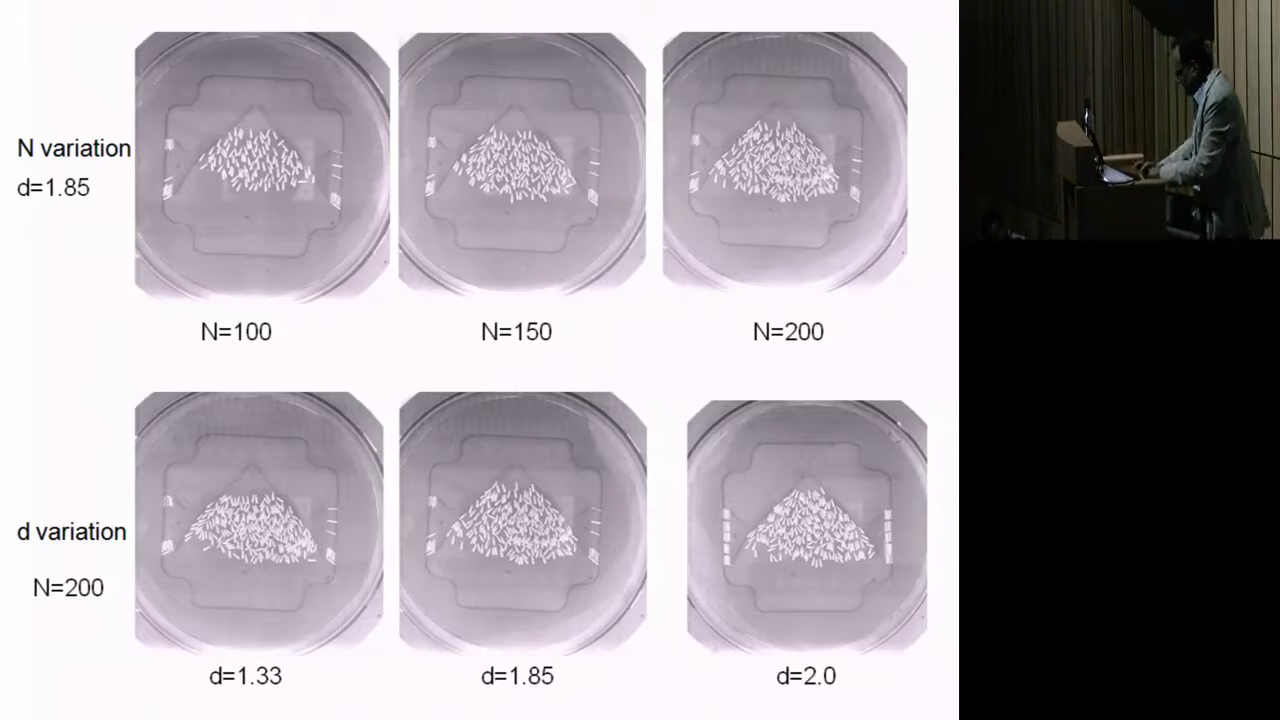 N variation
d=1.85
N=100
N=150
N=200
d variation
N=200
d=1.33
d=1.85
d=2.0